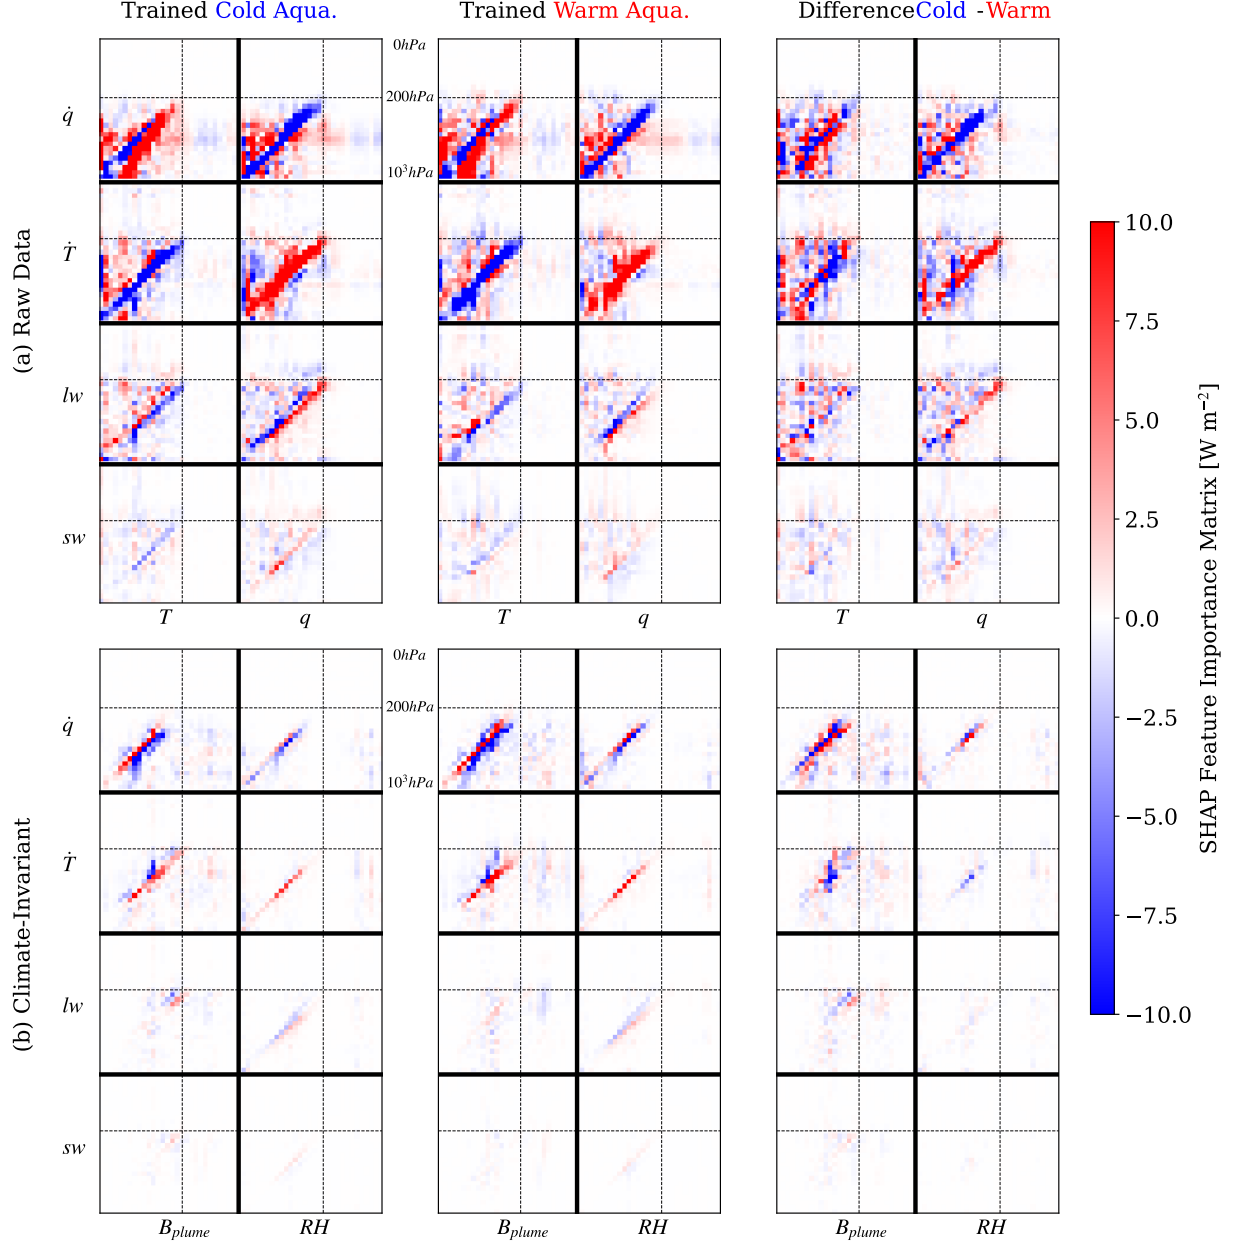 Trained Cold Aqua.
Trained Warm Aqua.
DifferenceCold -Warm
(a) Raw Data
q̇
Ṫ
lw
sw
0hPa
200hPa
10³hPa
T q
T q
T q
(b) Climate-Invariant
q̇
Ṫ
lw
sw
0hPa
200hPa
10³hPa
B_plume RH
B_plume RH
B_plume RH
10.0
7.5
5.0
2.5
0.0
−2.5
−5.0
−7.5
−10.0
SHAP Feature Importance Matrix [W m⁻²]